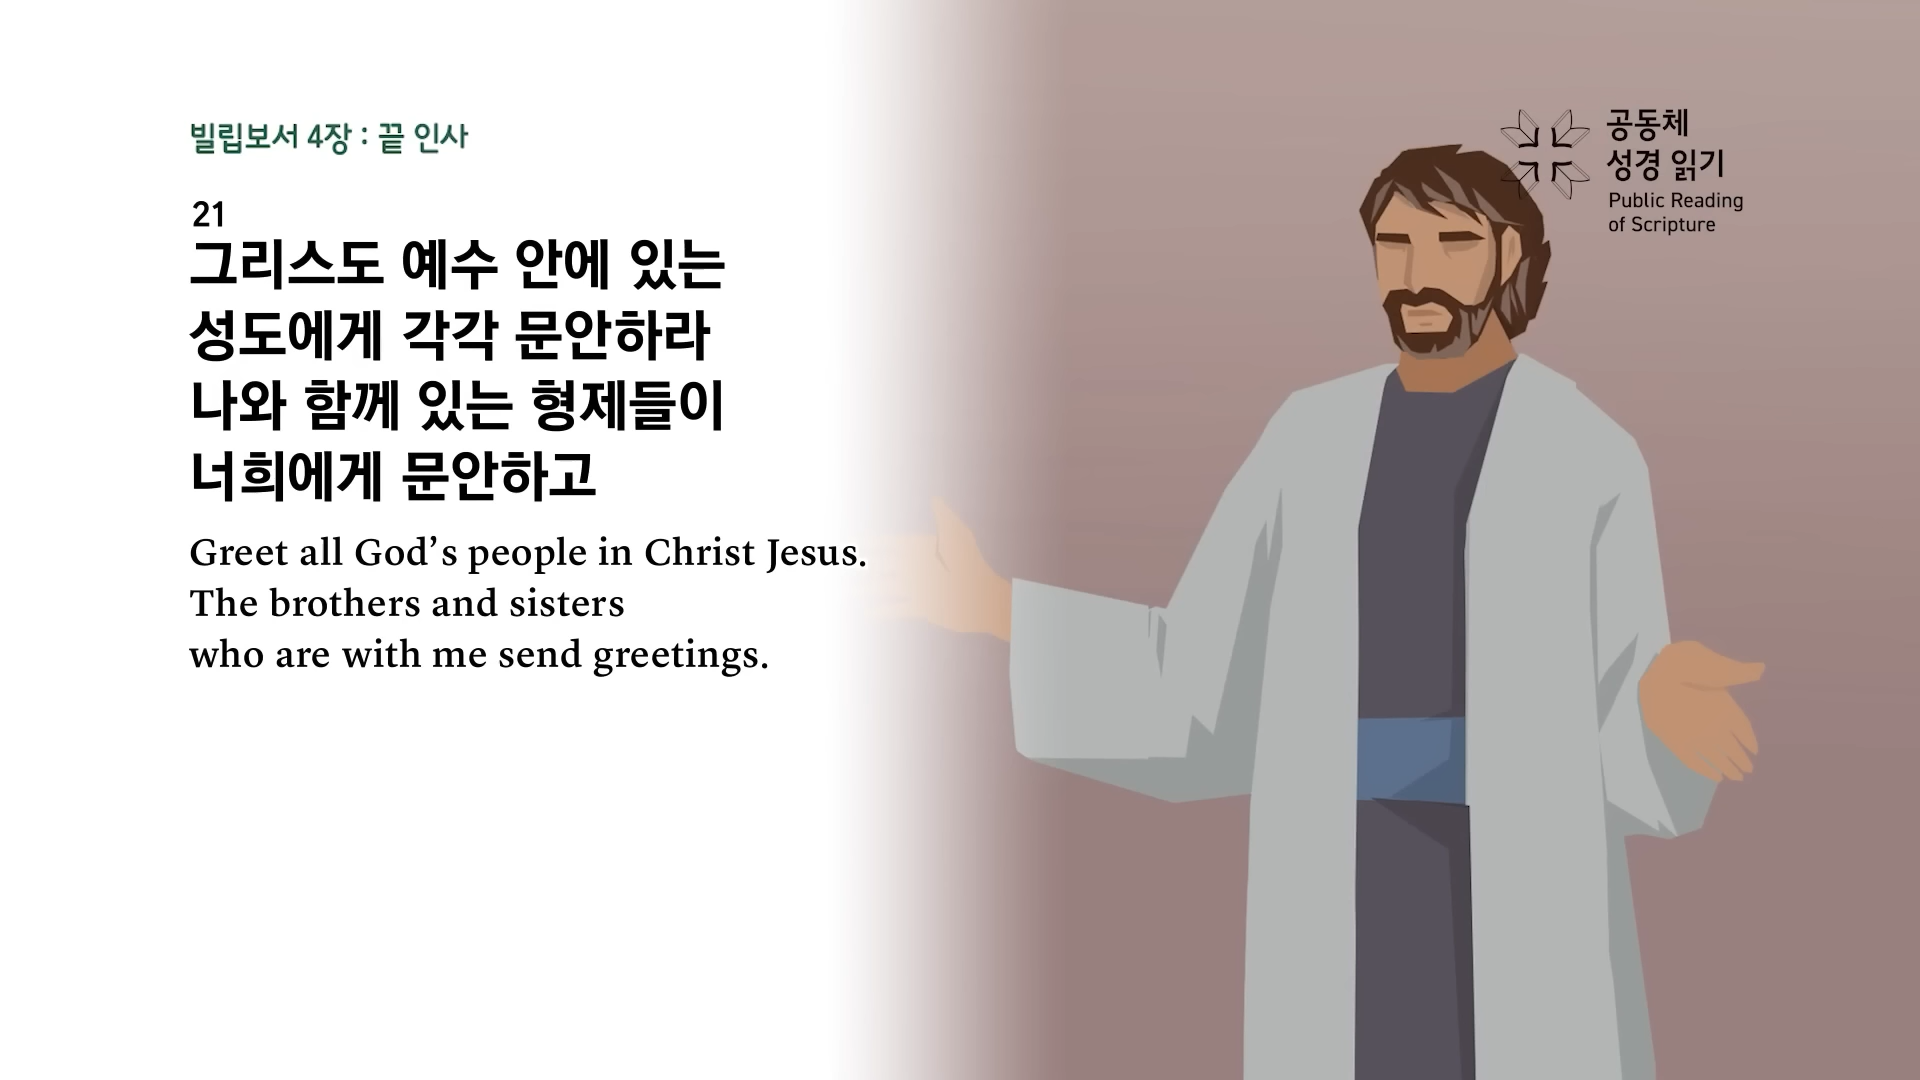 빌립보서 4장 : 끝 인사
21
그리스도 예수 안에 있는
성도에게 각각 문안하라
나와 함께 있는 형제들이
너희에게 문안하고
Greet all God’s people in Christ Jesus.
The brothers and sisters
who are with me send greetings.
공동체
성경 읽기
Public Reading
of Scripture